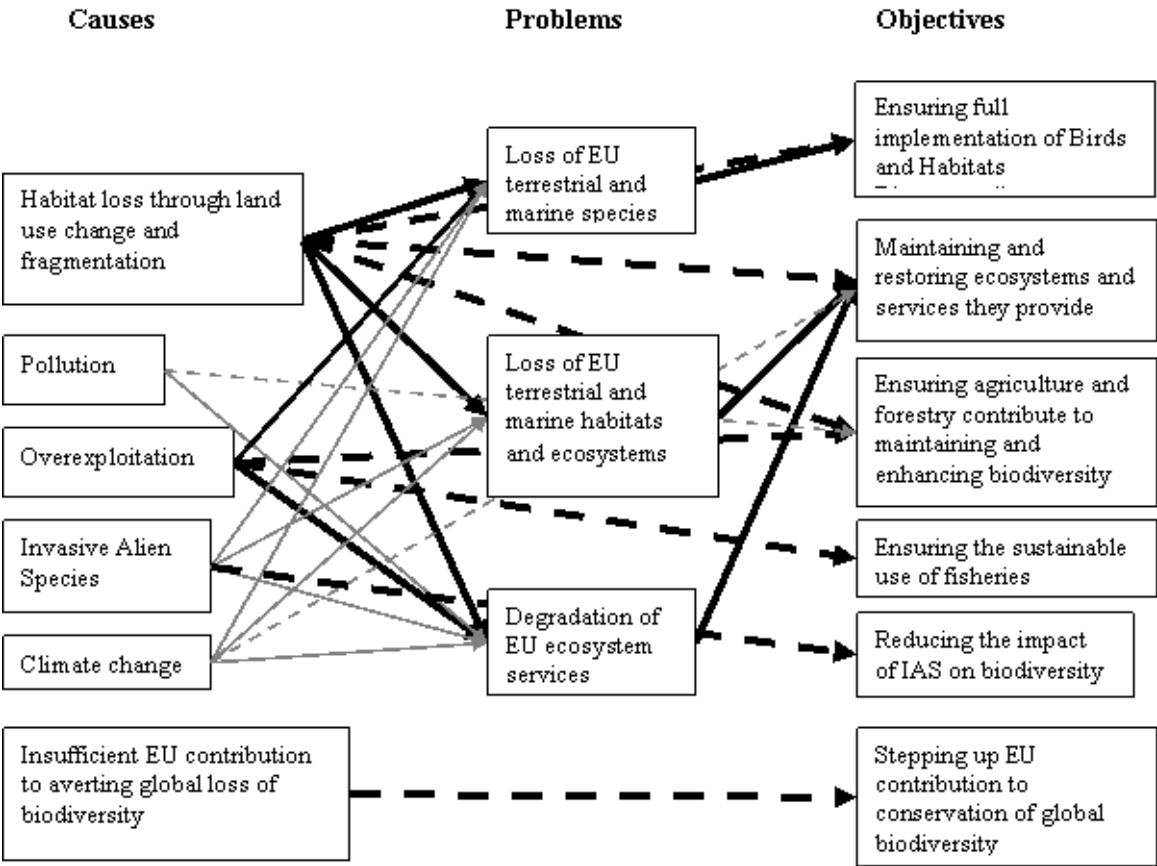 Causes
Problems
Objectives
Habitat loss through land
use change and
fragmentation
Pollution
Overexploitation
Invasive Alien
Species
Climate change
Insufficient EU contribution
to averting global loss of
biodiversity
Loss of EU
terrestrial and
marine species
Loss of EU
terrestrial and
marine habitats
and ecosystems
Degradation of
EU ecosystem
services
Ensuring full
implementation of Birds
and Habitats
Maintaining and
restoring ecosystems and
services they provide
Ensuring agriculture and
forestry contribute to
maintaining and
enhancing biodiversity
Ensuring the sustainable
use of fisheries
Reducing the impact
of IAS on biodiversity
Stepping up EU
contribution to
conservation of global
biodiversity